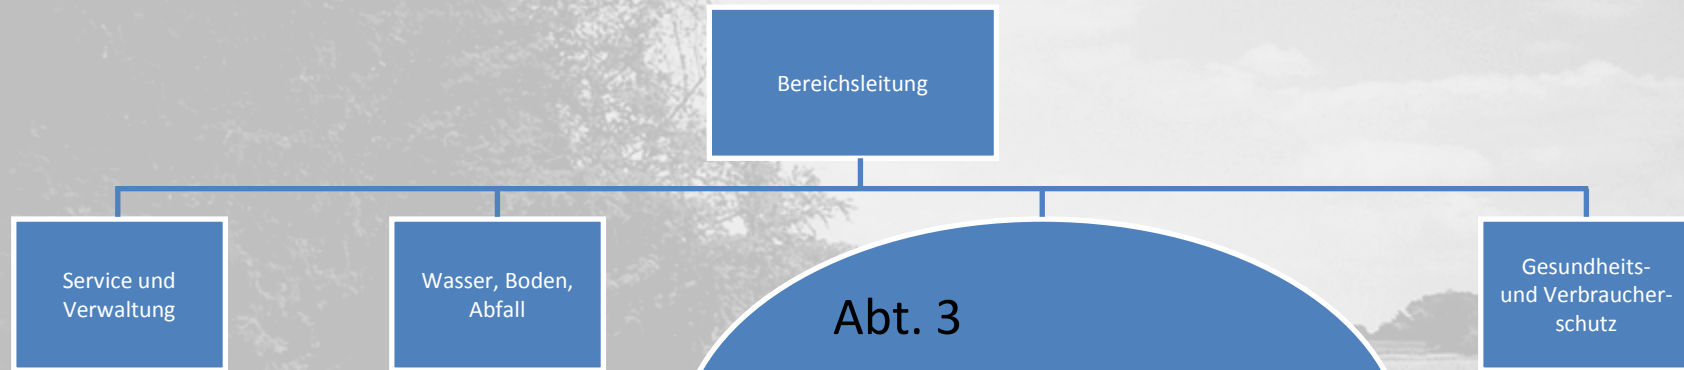 Bereichsleitung
Service und
Verwaltung
Wasser, Boden,
Abfall
Abt. 3
Gesundheits-
und Verbraucher-
schutz